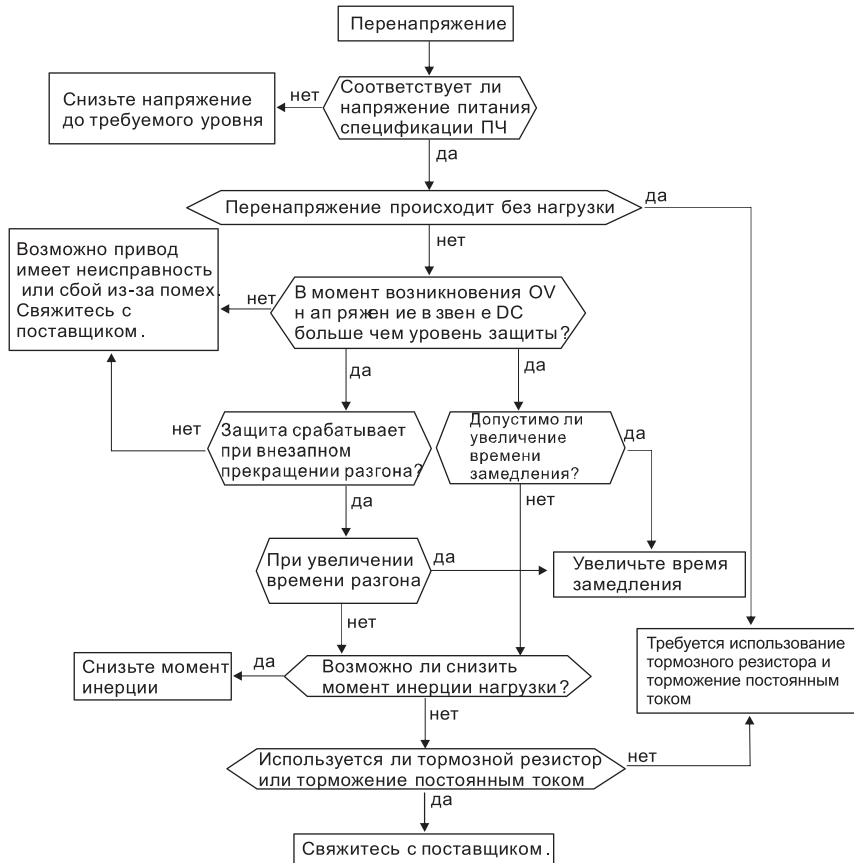 Перенапряжение
Соответствует ли
напряжение питания
спецификации ПЧ
нет
Снизьте напряжение
до требуемого уровня
да
Перенапряжение происходит без нагрузки
да
нет
Возможно привод
имеет неисправность
или сбой из-за помех.
Свяжитесь с
поставщиком.
нет
В момент возникновения OV
н ап ряжен ие в звен е DC
больше чем уровень защиты?
да
да
нет
Защита срабатывает
при внезапном
прекращении разгона?
Допустимо ли
увеличение
времени
замедления?
да
да
нет
При увеличении
времени разгона
да
Увеличьте время
замедления
нет
Требуется использование
тормозного резистора и
торможение постоянным
током
Снизьте момент
инерции
да
Возможно ли снизить
момент инерции нагрузки?
нет
Используется ли тормозной резистор
или торможение постоянным током
нет
да
Свяжитесь с поставщиком.